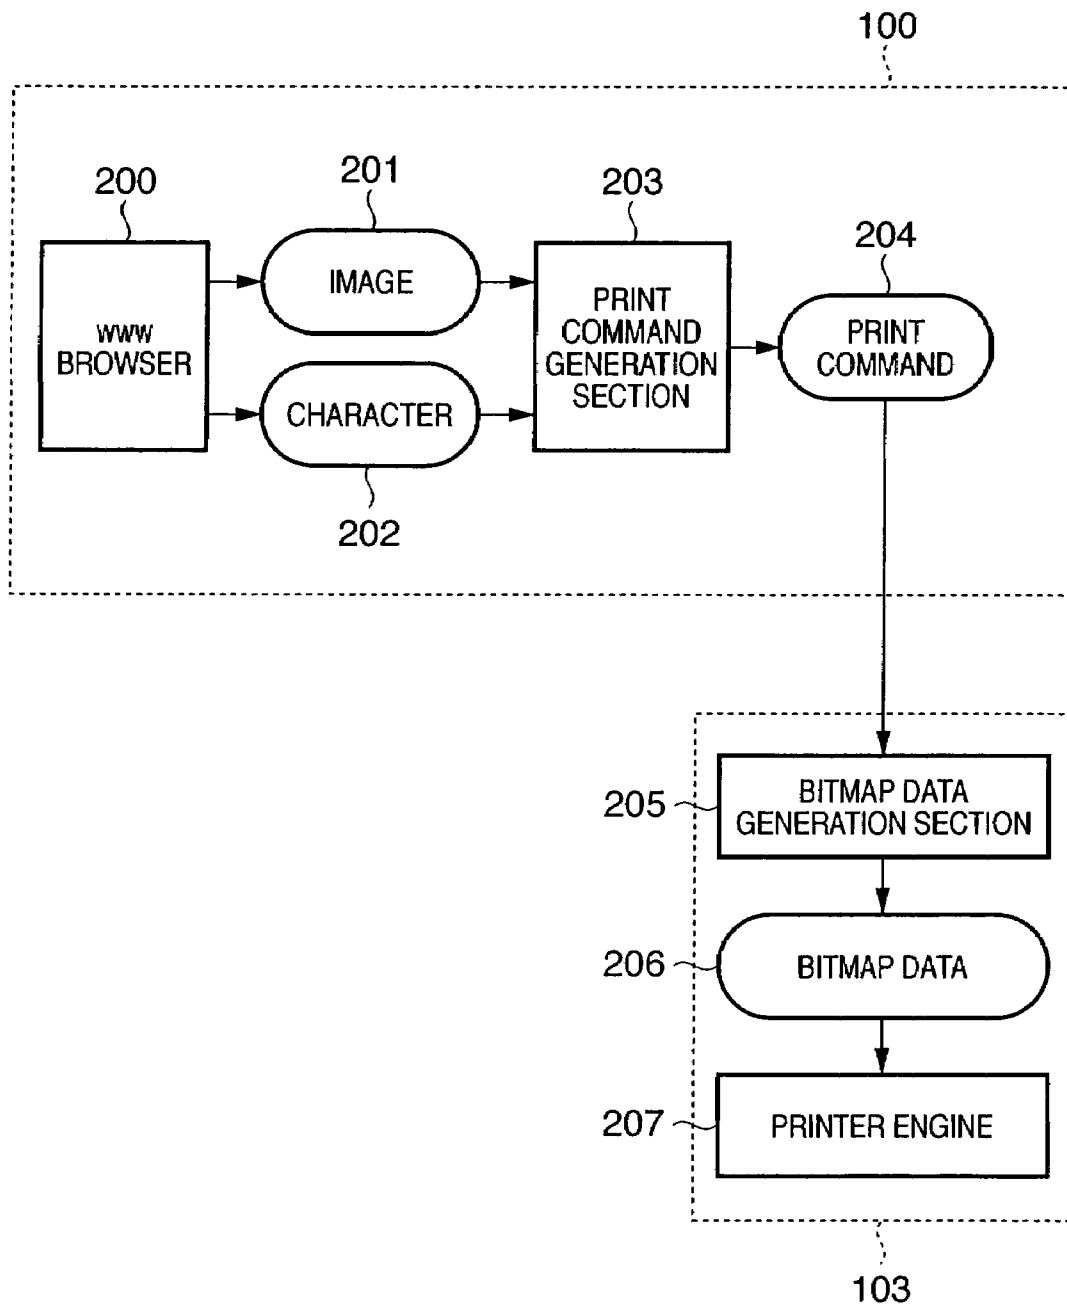 100
200
201
203
204
WWW
BROWSER
IMAGE
CHARACTER
PRINT
COMMAND
GENERATION
SECTION
PRINT
COMMAND
202
205
BITMAP DATA
GENERATION SECTION
206
BITMAP DATA
207
PRINTER ENGINE
103